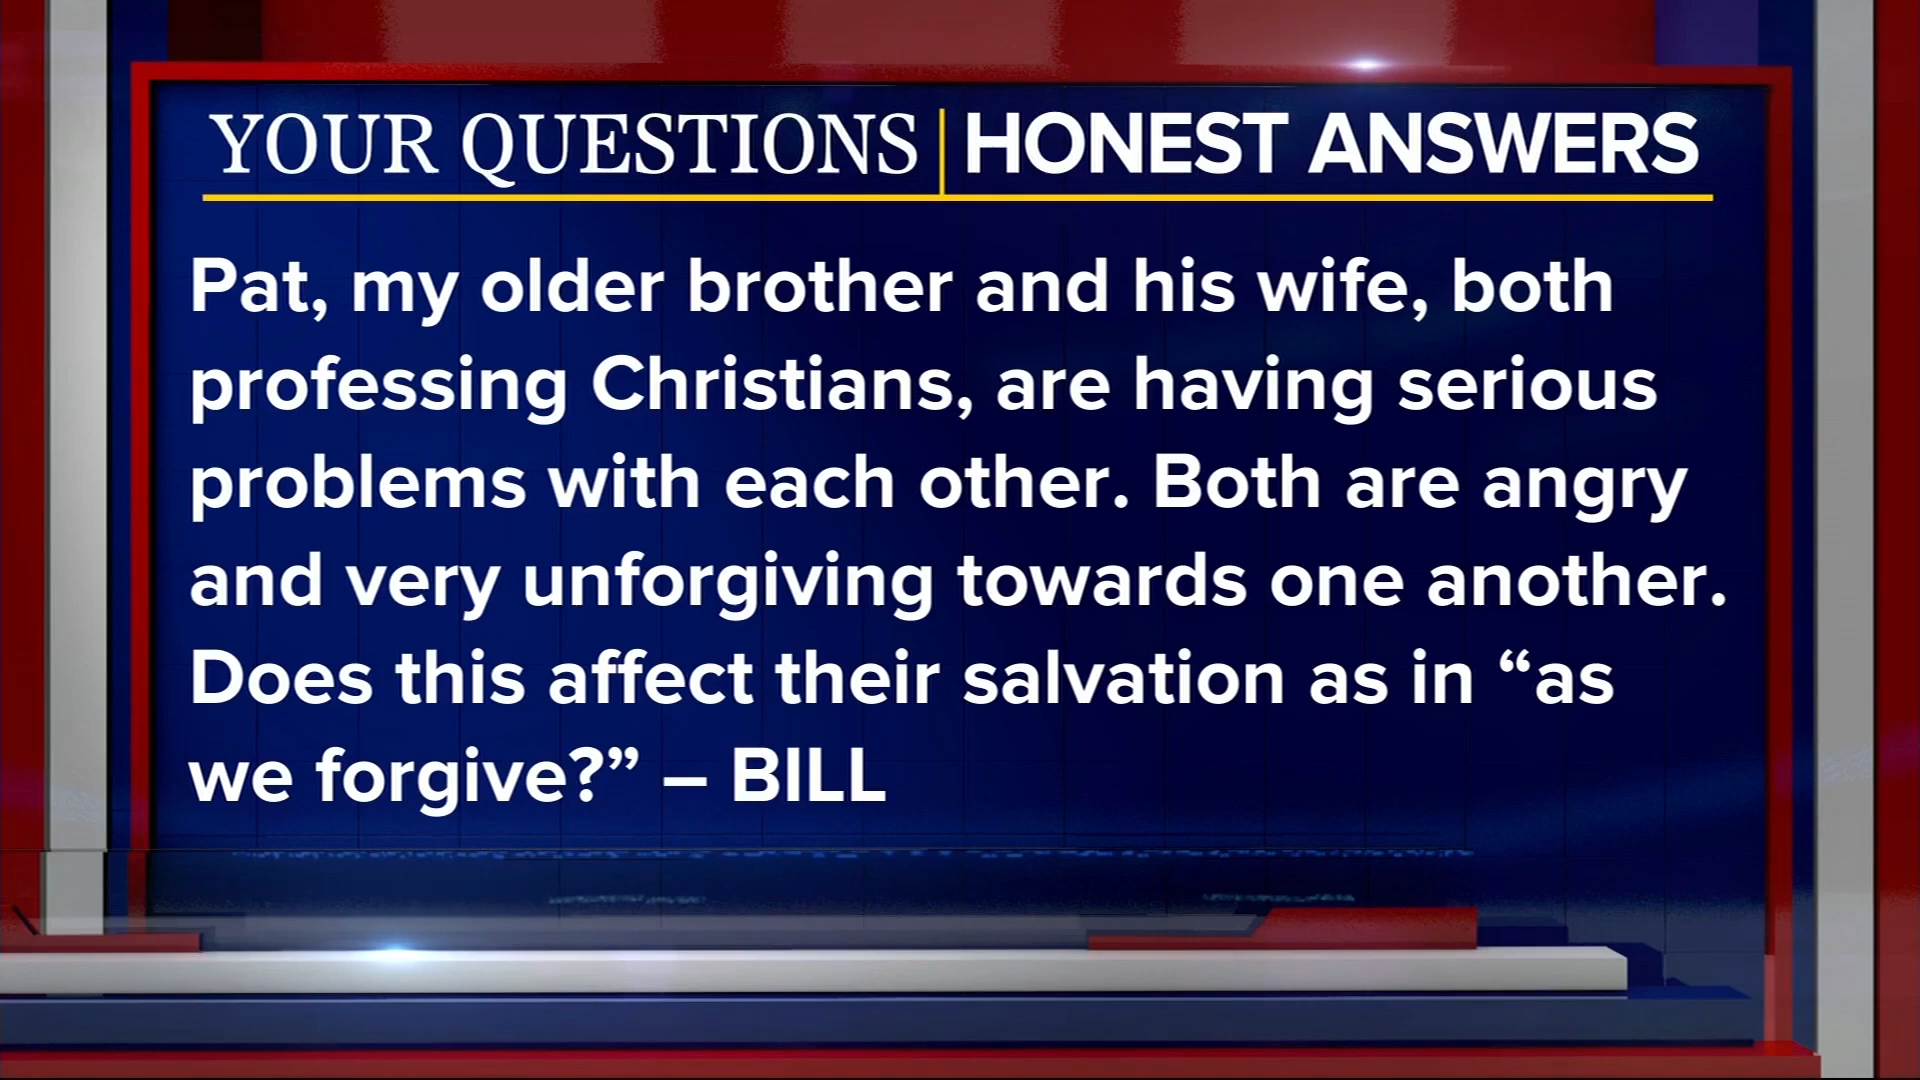 YOUR QUESTIONS | HONEST ANSWERS
Pat, my older brother and his wife, both
professing Christians, are having serious
problems with each other. Both are angry
and very unforgiving towards one another.
Does this affect their salvation as in “as
we forgive?” – BILL